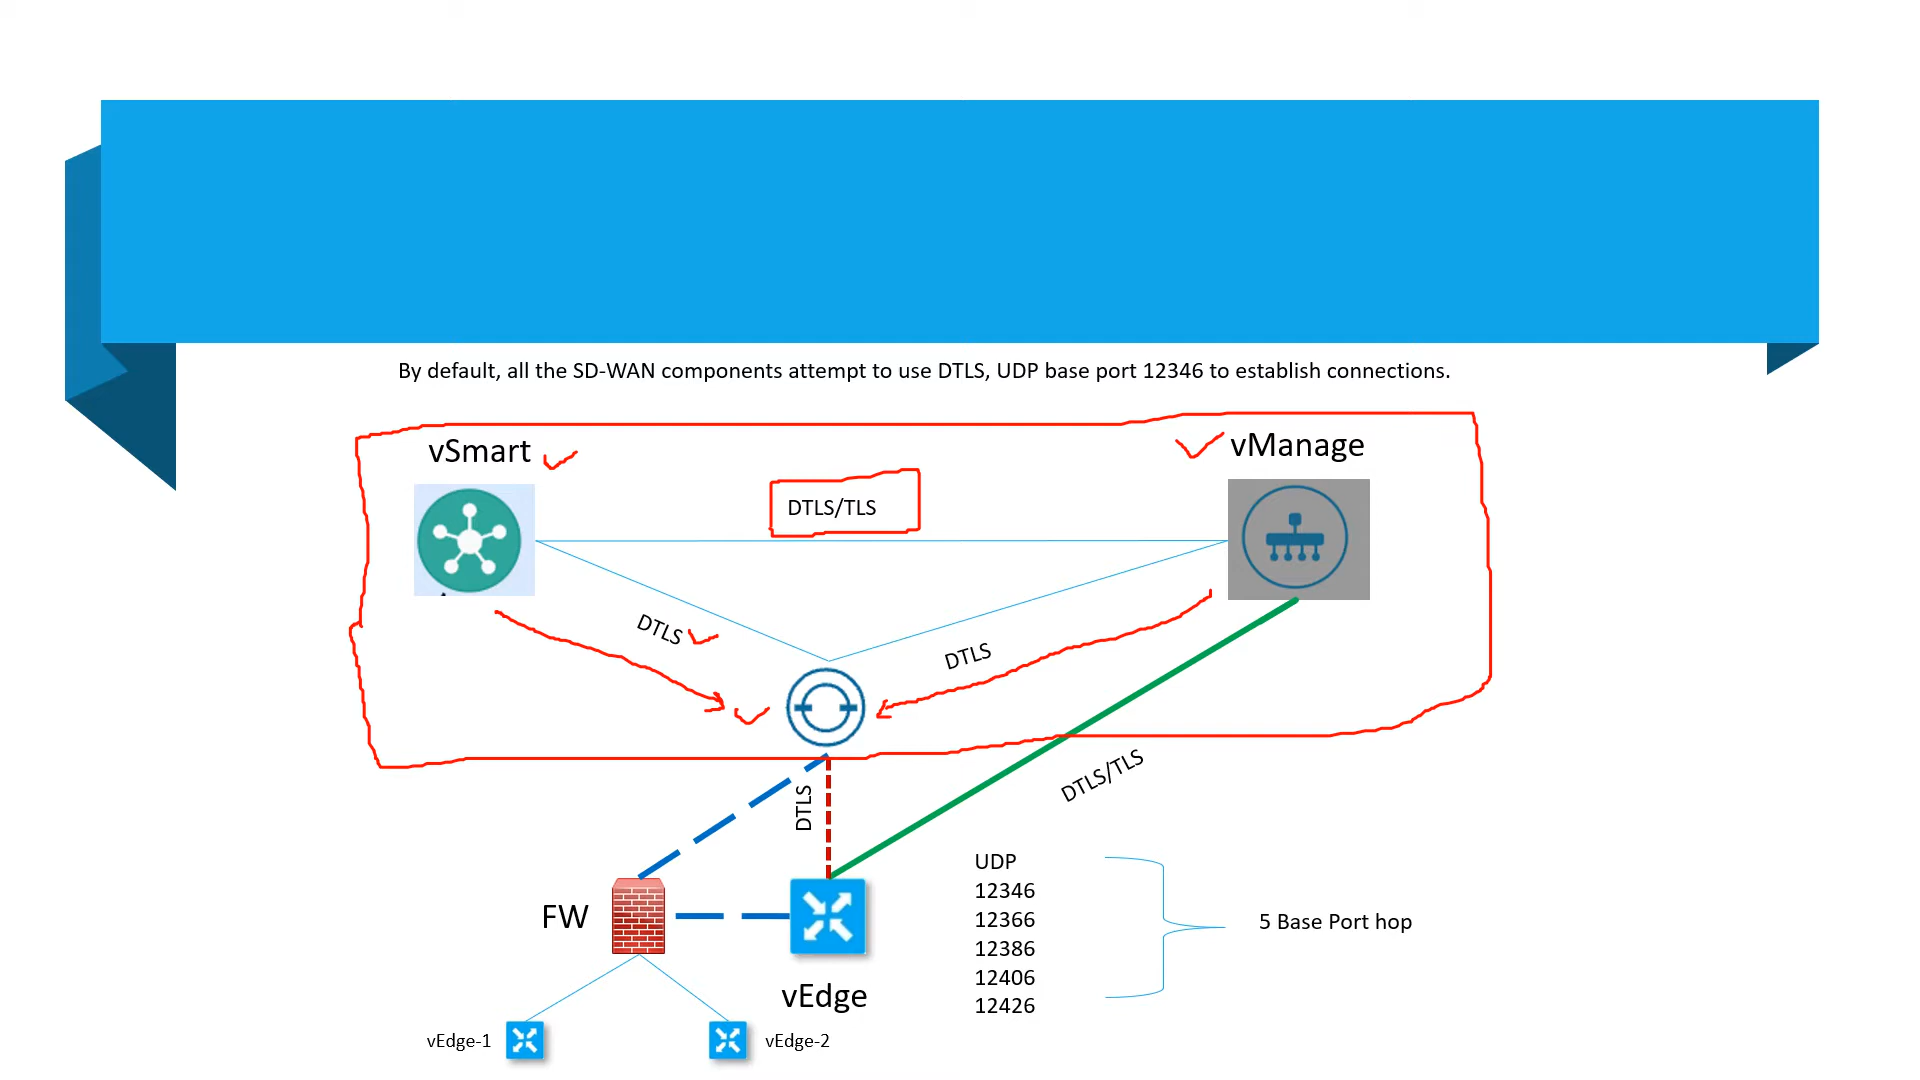 By default, all the SD-WAN components attempt to use DTLS, UDP base port 12346 to establish connections.
vSmart
vManage
DTLS/TLS
DTLS
DTLS
DTLS/TLS
DTLS
UDP
12346
12366
12386
12406
12426
5 Base Port hop
FW
vEdge
vEdge-1
vEdge-2